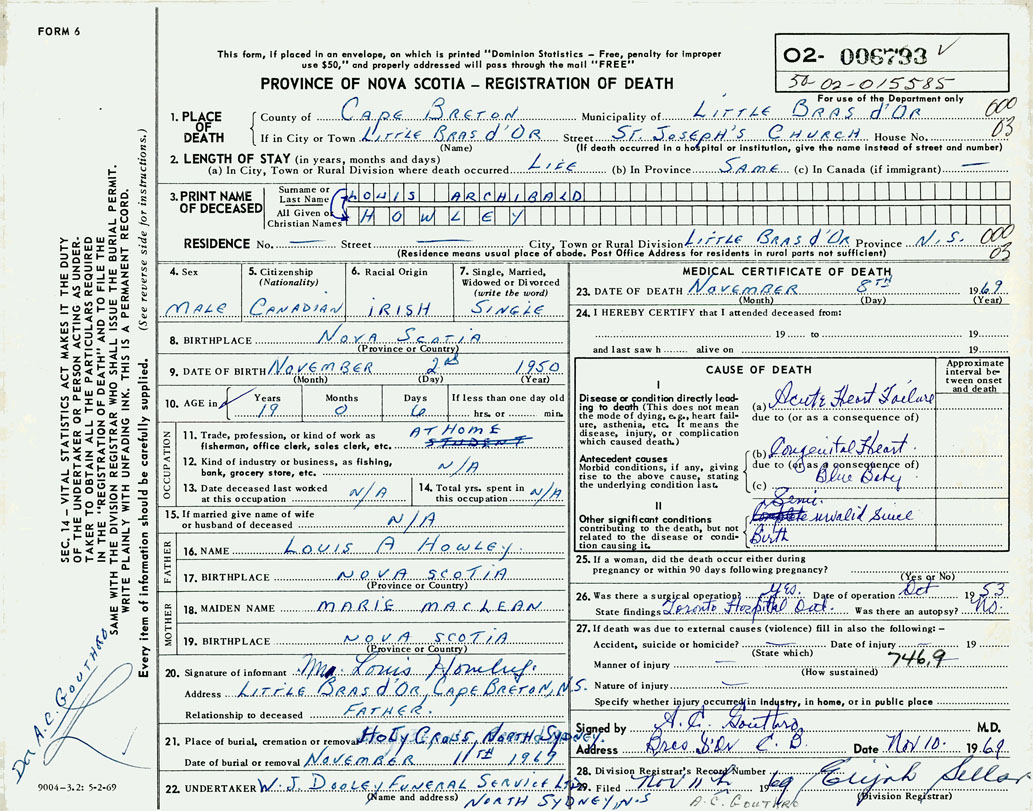 FORM 6
This form, if placed in an envelope, on which is printed "Dominion Statistics – Free, penalty for improper
use $50," and properly addressed will pass through the mail "FREE"
PROVINCE OF NOVA SCOTIA – REGISTRATION OF DEATH
02- 006793
50-02-015585
For use of the Department only
1. PLACE OF DEATH
County of CAPE BRETON Municipality of LITTLE BRAS d'OR 000
If in City or Town LITTLE BRAS d'OR Street ST. JOSEPH'S CHURCH House No. 03
(Name) (If death occurred in a hospital or institution, give the name instead of street and number)
2. LENGTH OF STAY (in years, months and days)
(a) In City, Town or Rural Division where death occurred LIFE (b) In Province SAME (c) In Canada (if immigrant) —
3. PRINT NAME OF DECEASED
Surname or Last Name LOUIS ARCHIBALD
All Given or Christian Names HOWLEY
RESIDENCE No. — Street — City, Town or Rural Division LITTLE BRAS d'OR Province N.S. 000
03
(Residence means usual place of abode. Post Office Address for residents in rural parts not sufficient)
4. Sex
MALE
5. Citizenship (Nationality)
CANADIAN
6. Racial Origin
IRISH
7. Single, Married, Widowed or Divorced (write the word)
SINGLE
8. BIRTHPLACE NOVA SCOTIA
(Province or Country)
9. DATE OF BIRTH NOVEMBER 2nd 1950
(Month) (Day) (Year)
10. AGE in Years Months Days If less than one day old
19 0 6 hrs. or min.
OCCUPATION
11. Trade, profession, or kind of work as
fisherman, office clerk, sales clerk, etc. AT HOME
STUDENT
12. Kind of industry or business, as fishing,
bank, grocery store, etc. N/A
13. Date deceased last worked
at this occupation N/A
14. Total yrs. spent in
this occupation N/A
15. If married give name of wife
or husband of deceased N/A
FATHER
16. NAME LOUIS A HOWLEY.
17. BIRTHPLACE NOVA SCOTIA
(Province or Country)
MOTHER
18. MAIDEN NAME MARIE MACLEAN
19. BIRTHPLACE NOVA SCOTIA
(Province or Country)
20. Signature of informant Louis Howley.
Address LITTLE BRAS d'OR, CAPE BRETON, N.S.
Relationship to deceased FATHER.
21. Place of burial, cremation or removal HOLY CROSS, NORTH SYDNEY.
Date of burial or removal NOVEMBER 11TH 1969
22. UNDERTAKER W. J. DOOLEY FUNERAL SERVICE LTD
(Name and address) NORTH SYDNEY, N.S
MEDICAL CERTIFICATE OF DEATH
23. DATE OF DEATH NOVEMBER 8TH 1969
(Month) (Day) (Year)
24. I HEREBY CERTIFY that I attended deceased from:
19 to 19
and last saw h alive on 19
CAUSE OF DEATH
Approximate interval between onset and death
I
Disease or condition directly leading
to death (This does not mean
the mode of dying, e.g., heart failure,
asthenia, etc. It means the
disease, injury, or complication
which caused death.)
(a) Acute Heart Failure
due to (or as a consequence of)
Antecedent causes
Morbid conditions, if any, giving
rise to the above cause, stating
the underlying condition last.
(b) Congenital Heart
due to (or as a consequence of)
(c) Blue Baby
II
Other significant conditions
contributing to the death, but not
related to the disease or condition
causing it.
Semi
Complete invalid Since
Birth
25. If a woman, did the death occur either during
pregnancy or within 90 days following pregnancy?
(Yes or No)
26. Was there a surgical operation? Yes. Date of operation Oct 1953
State findings Toronto Hospital Ont. Was there an autopsy? No.
27. If death was due to external causes (violence) fill in also the following: –
Accident, suicide or homicide? — Date of injury 19
(State which)
Manner of injury — 746.9
(How sustained)
Nature of injury —
Specify whether injury occurred in industry, in home, or in public place
Signed by A. C. Gouthro M.D.
Address Bras D'Or C. B. Date Nov 10. 1969
28. Division Registrar's Record Number
29. Filed Nov 11th 1969 Elijah Sellar
(Division Registrar)
A. C. GOUTHRO
SEC. 14 – VITAL STATISTICS ACT MAKES IT THE DUTY
OF THE UNDERTAKER OR PERSON ACTING AS UNDERTAKER
TO OBTAIN ALL THE PARTICULARS REQUIRED
IN THE "REGISTRATION OF DEATH" AND TO FILE THE
SAME WITH THE DIVISION REGISTRAR WHO SHALL ISSUE THE BURIAL PERMIT.
WRITE PLAINLY WITH UNFADING INK. THIS IS A PERMANENT RECORD.
Every item of information should be carefully supplied. (See reverse side for instructions.)
A.C. GOUTHRO
9004–3.2: 5-2-69